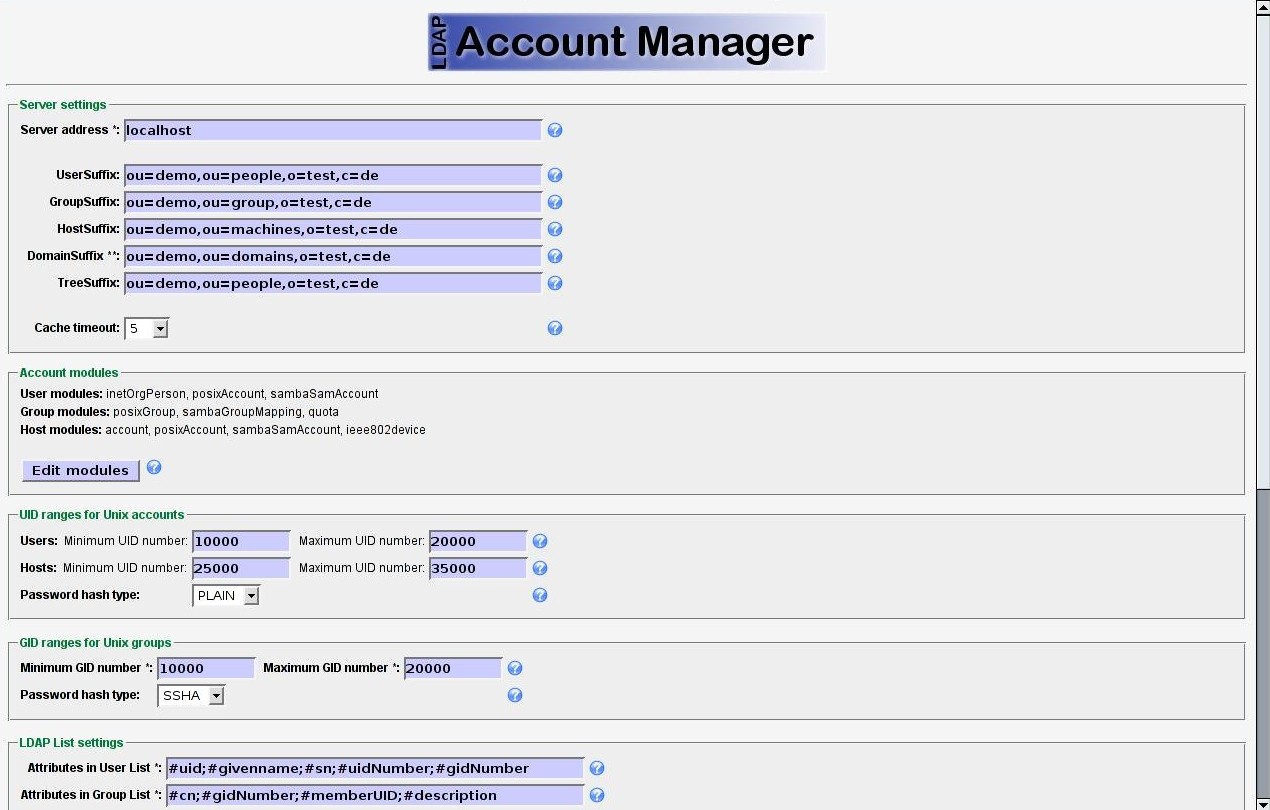 LDAP Account Manager
Server settings
Server address *: localhost
UserSuffix: ou=demo,ou=people,o=test,c=de
GroupSuffix: ou=demo,ou=group,o=test,c=de
HostSuffix: ou=demo,ou=machines,o=test,c=de
DomainSuffix **: ou=demo,ou=domains,o=test,c=de
TreeSuffix: ou=demo,ou=people,o=test,c=de
Cache timeout: 5
Account modules
User modules: inetOrgPerson, posixAccount, sambaSamAccount
Group modules: posixGroup, sambaGroupMapping, quota
Host modules: account, posixAccount, sambaSamAccount, ieee802device
Edit modules
UID ranges for Unix accounts
Users: Minimum UID number: 10000 Maximum UID number: 20000
Hosts: Minimum UID number: 25000 Maximum UID number: 35000
Password hash type: PLAIN
GID ranges for Unix groups
Minimum GID number *: 10000 Maximum GID number *: 20000
Password hash type: SSHA
LDAP List settings
Attributes in User List *: #uid;#givenname;#sn;#uidNumber;#gidNumber
Attributes in Group List *: #cn;#gidNumber;#memberUID;#description